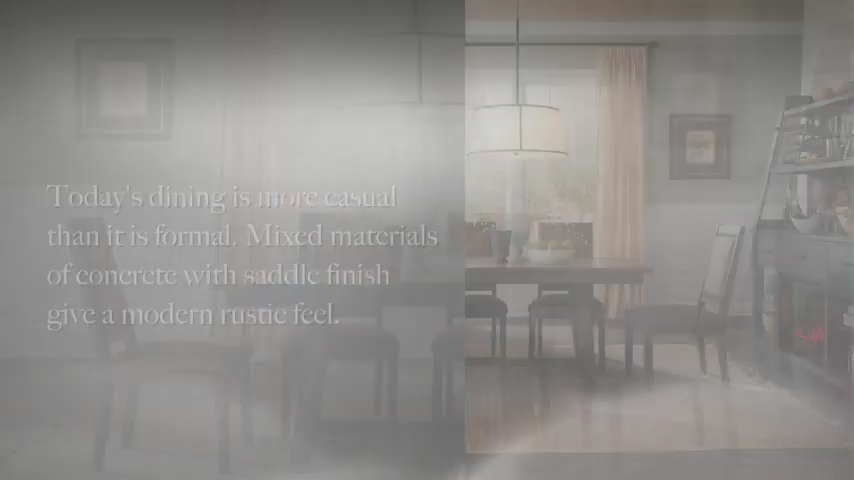 Today's dining is more casual
than it is formal. Mixed materials
of concrete with saddle finish
give a modern rustic feel.